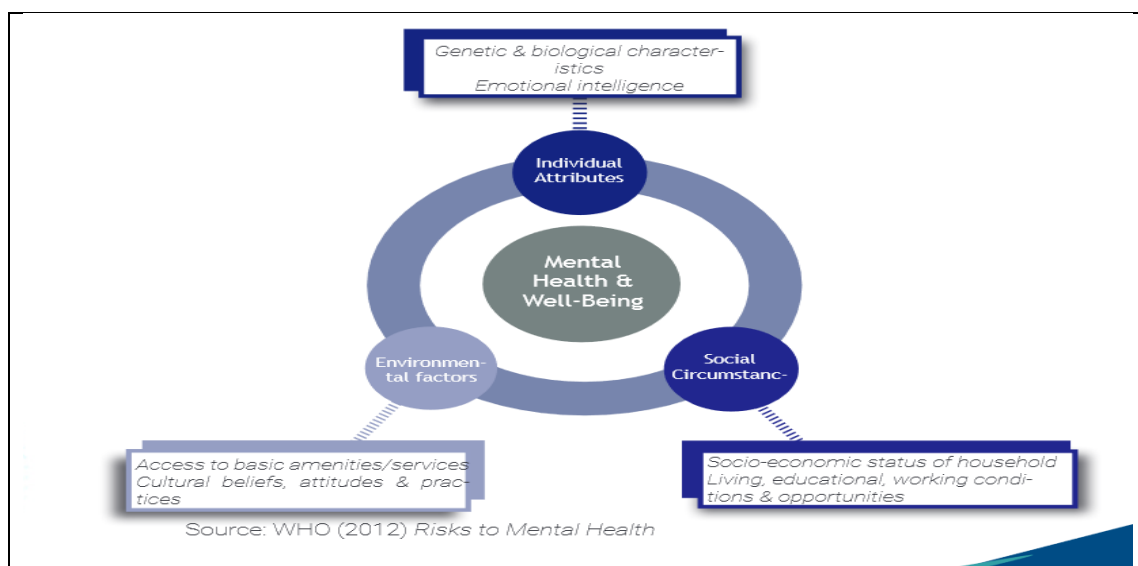 Genetic & biological character-
istics
Emotional intelligence
Individual
Attributes
Mental
Health &
Well-Being
Environmen-
tal factors
Social
Circumstanc-
Access to basic amenities/services
Cultural beliefs, attitudes & prac-
tices
Socio-economic status of household
Living, educational, working condi-
tions & opportunities
Source: WHO (2012) Risks to Mental Health